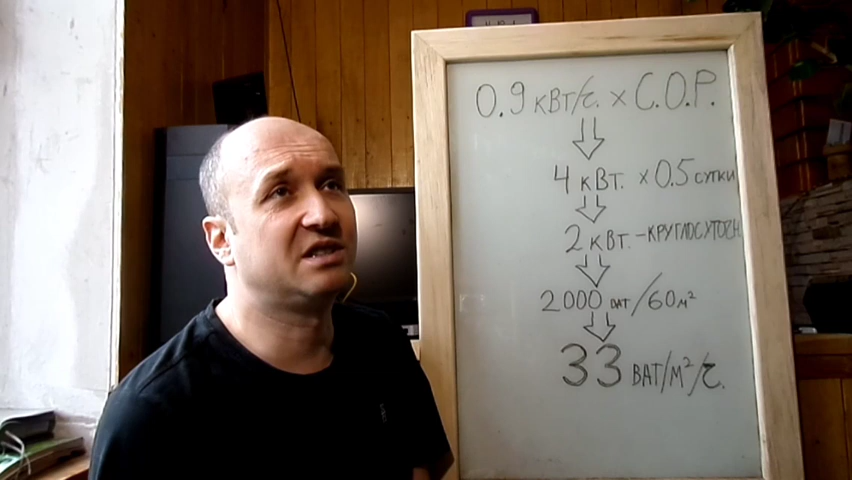 0.9 КВТ/Г. × С.О.Р.
4 КВТ. × 0.5 СУТКИ
2 КВТ. – КРУГЛОСУТОЧН
2000 ВАТ/60 М²
33 ВАТ/М²/Г.